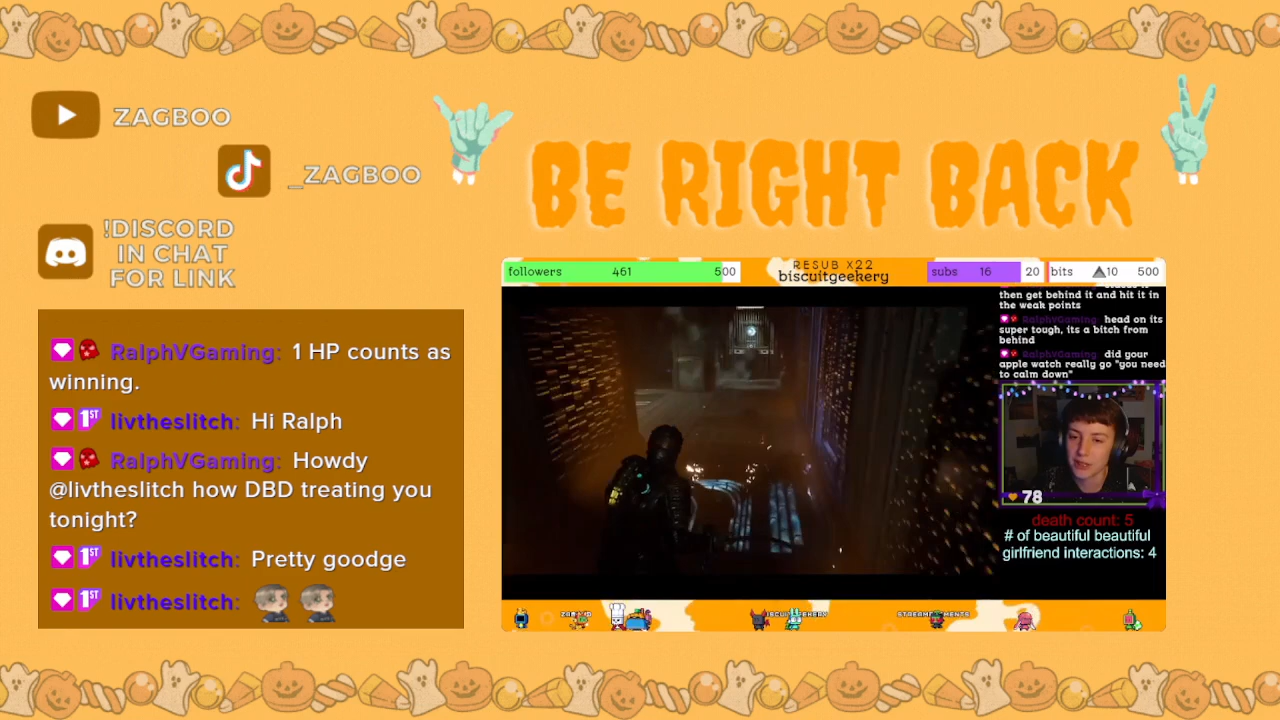 ZAGBOO
_ZAGBOO
!DISCORD
IN CHAT
FOR LINK
BE RIGHT BACK
RalphVGaming: 1 HP counts as
winning.
1ST livtheslitch: Hi Ralph
RalphVGaming: Howdy
@livtheslitch how DBD treating you
tonight?
1ST livtheslitch: Pretty goodge
1ST livtheslitch:
followers 461 500
RESUB X22
biscuitgeekery
subs 16 20
bits 10 500
then get behind it and hit it in
the weak points
RalphVGaming head on its
super tough, its a bitch from
behind
RalphVGaming did your
apple watch really go "you need
to calm down"
78
death count: 5
# of beautiful beautiful
girlfriend interactions: 4